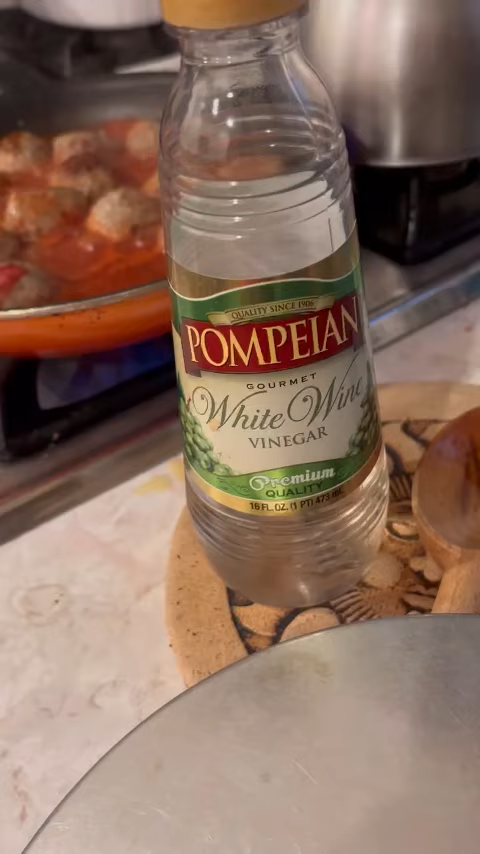 QUALITY SINCE 1906
POMPEIAN
GOURMET
White Wine
VINEGAR
Premium
QUALITY
16 FL. OZ. (1 PT) 473 mL